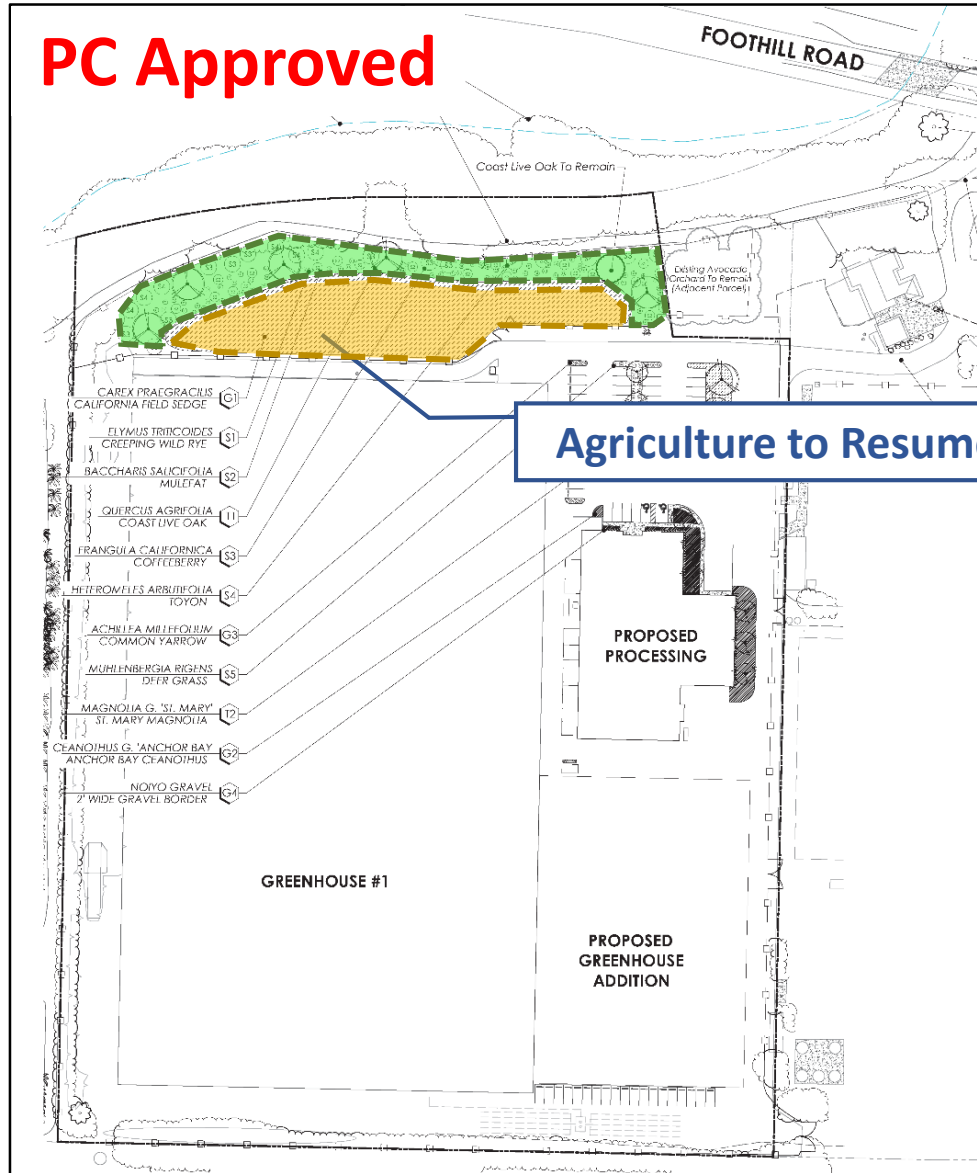 PC Approved
FOOTHILL ROAD
Coast Live Oak To Remain
Existing Avocado
Orchard To Remain
(Adjacent Parcel)
CAREX PRAEGRACILIS
CALIFORNIA FIELD SEDGE
G1
ELYMUS TRITICOIDES
CREEPING WILD RYE
S1
BACCHARIS SALICIFOLIA
MULEFAT
S2
QUERCUS AGRIFOLIA
COAST LIVE OAK
T1
FRANGULA CALIFORNICA
COFFEEBERRY
S3
HETEROMELES ARBUTIFOLIA
TOYON
S4
ACHILLEA MILLEFOLIUM
COMMON YARROW
G3
MUHLENBERGIA RIGENS
DEER GRASS
S5
MAGNOLIA G. 'ST. MARY'
ST. MARY MAGNOLIA
T2
CEANOTHUS G. 'ANCHOR BAY
ANCHOR BAY CEANOTHUS
G2
NOIYO GRAVEL
2' WIDE GRAVEL BORDER
G4
Agriculture to Resume
PROPOSED
PROCESSING
GREENHOUSE #1
PROPOSED
GREENHOUSE
ADDITION